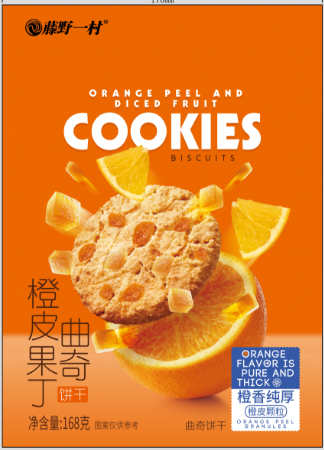 藤野一村
ORANGE PEEL AND
DICED FRUIT
COOKIES
BISCUITS
橙皮果丁
曲奇
饼干
净含量:168克
图案仅供参考
曲奇饼干
ORANGE
FLAVOR IS
PURE AND
THICK
橙香纯厚
橙皮颗粒
ORANGE PEEL
GRANULES